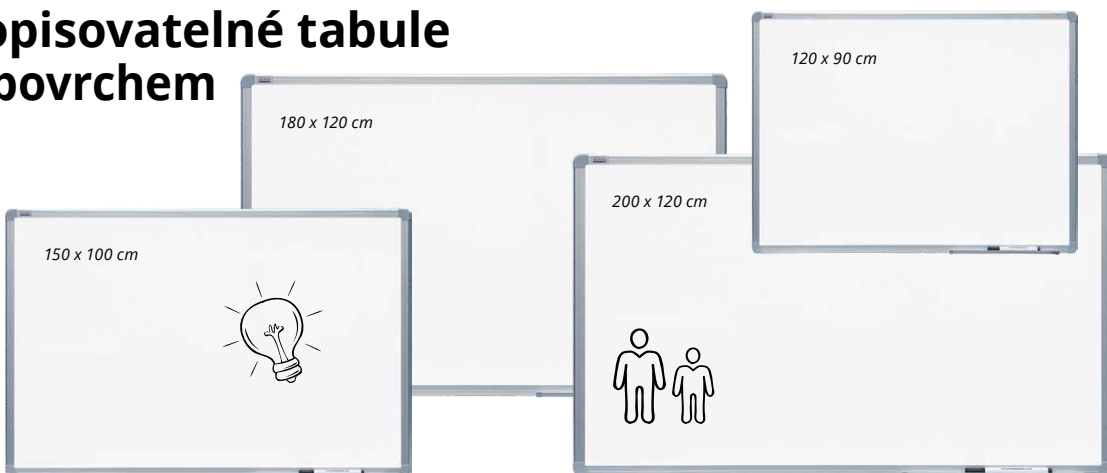 opisovatelné tabule
povrchem
120 x 90 cm
180 x 120 cm
200 x 120 cm
150 x 100 cm